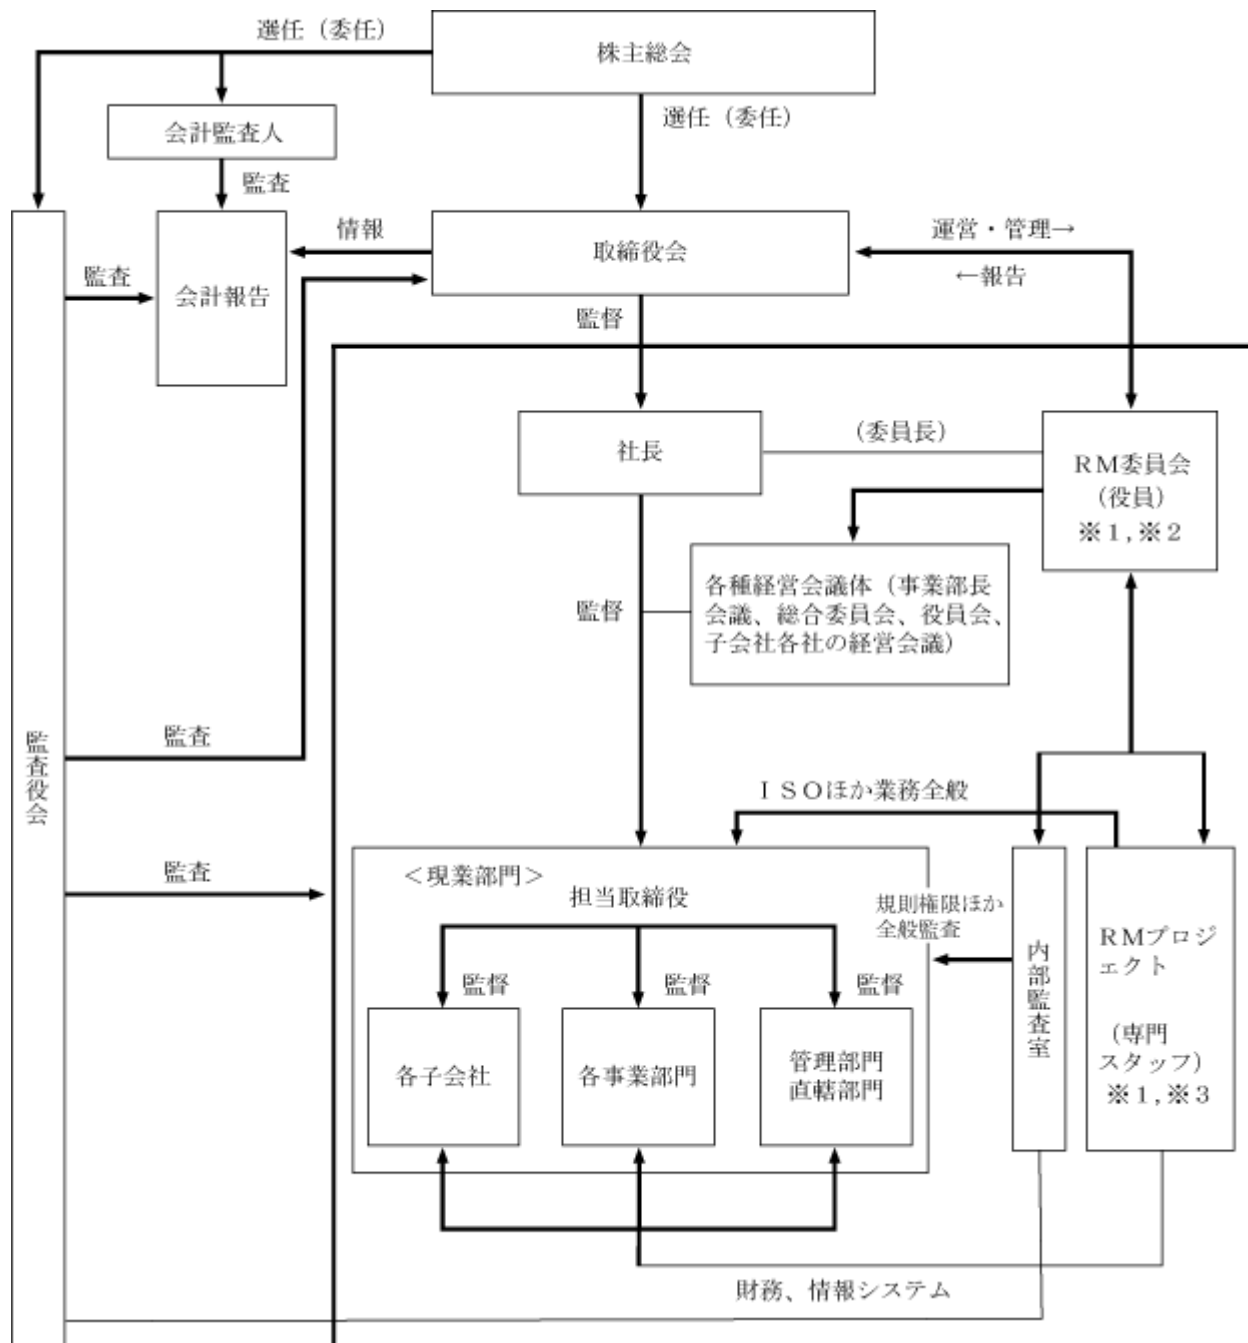 選任（委任）
株主総会
選任（委任）
会計監査人
監査
情報
取締役会
運営・管理→
←報告
監査
会計報告
監督
社長
（委員長）
ＲＭ委員会
（役員）
※１，※２
各種経営会議体（事業部長
会議、総合委員会、役員会、
子会社各社の経営会議）
監督
監査役会
監査
ＩＳＯほか業務全般
監査
＜現業部門＞
担当取締役
規則権限ほか
全般監査
監督
監督
監督
各子会社
各事業部門
管理部門
直轄部門
内部監査室
ＲＭプロジ
ェクト
（専門
スタッフ）
※１，※３
財務、情報システム